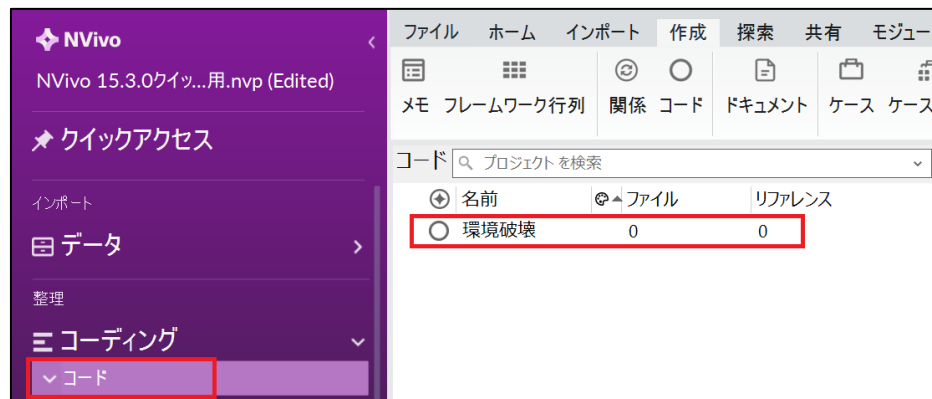 NVivo
NVivo 15.3.0クイッ...用.nvp (Edited)
クイックアクセス
インポート
データ
整理
コーディング
コード
ファイル ホーム インポート 作成 探索 共有 モジュー
メモ フレームワーク行列 関係 コード ドキュメント ケース ケース
コード プロジェクト を検索
名前 ファイル リファレンス
環境破壊 0 0